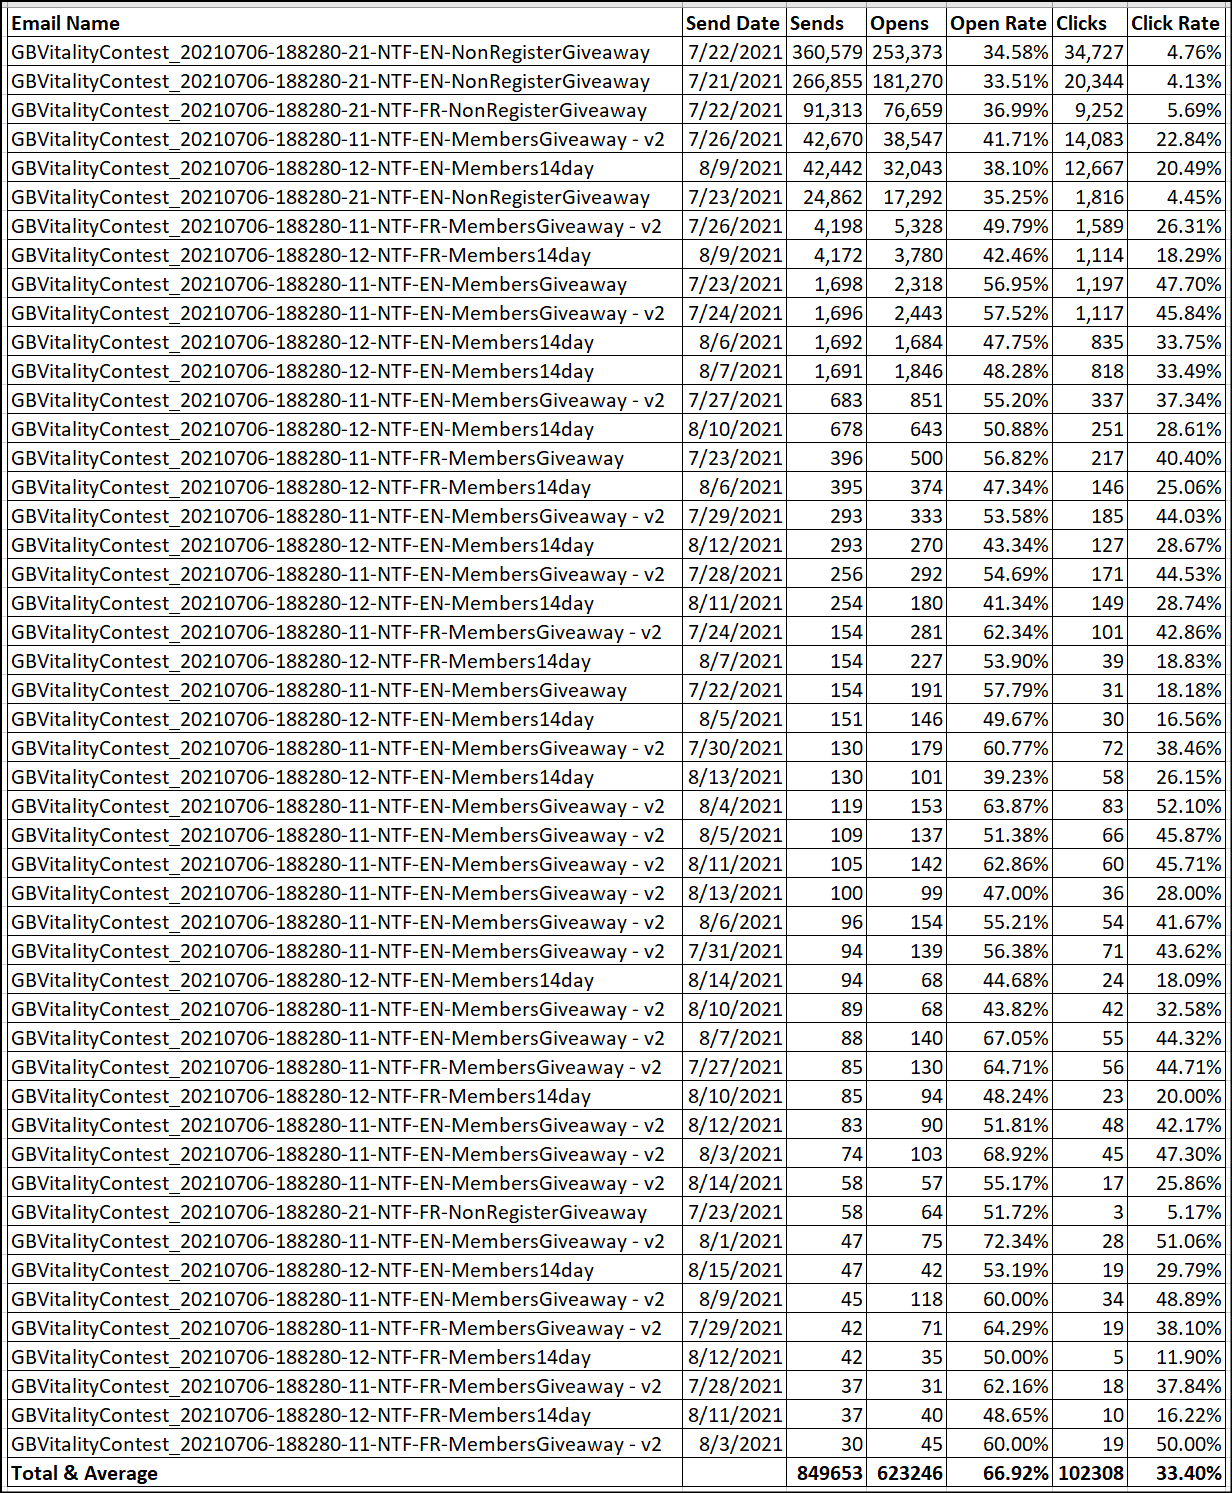 Email Name Send Date Sends Opens Open Rate Clicks Click Rate
GBVitalityContest_20210706-188280-21-NTF-EN-NonRegisterGiveaway 7/22/2021 360,579 253,373 34.58% 34,727 4.76%
GBVitalityContest_20210706-188280-21-NTF-EN-NonRegisterGiveaway 7/21/2021 266,855 181,270 33.51% 20,344 4.13%
GBVitalityContest_20210706-188280-21-NTF-FR-NonRegisterGiveaway 7/22/2021 91,313 76,659 36.99% 9,252 5.69%
GBVitalityContest_20210706-188280-11-NTF-EN-MembersGiveaway - v2 7/26/2021 42,670 38,547 41.71% 14,083 22.84%
GBVitalityContest_20210706-188280-12-NTF-EN-Members14day 8/9/2021 42,442 32,043 38.10% 12,667 20.49%
GBVitalityContest_20210706-188280-21-NTF-EN-NonRegisterGiveaway 7/23/2021 24,862 17,292 35.25% 1,816 4.45%
GBVitalityContest_20210706-188280-11-NTF-FR-MembersGiveaway - v2 7/26/2021 4,198 5,328 49.79% 1,589 26.31%
GBVitalityContest_20210706-188280-12-NTF-FR-Members14day 8/9/2021 4,172 3,780 42.46% 1,114 18.29%
GBVitalityContest_20210706-188280-11-NTF-EN-MembersGiveaway 7/23/2021 1,698 2,318 56.95% 1,197 47.70%
GBVitalityContest_20210706-188280-11-NTF-EN-MembersGiveaway - v2 7/24/2021 1,696 2,443 57.52% 1,117 45.84%
GBVitalityContest_20210706-188280-12-NTF-EN-Members14day 8/6/2021 1,692 1,684 47.75% 835 33.75%
GBVitalityContest_20210706-188280-12-NTF-EN-Members14day 8/7/2021 1,691 1,846 48.28% 818 33.49%
GBVitalityContest_20210706-188280-11-NTF-EN-MembersGiveaway - v2 7/27/2021 683 851 55.20% 337 37.34%
GBVitalityContest_20210706-188280-12-NTF-EN-Members14day 8/10/2021 678 643 50.88% 251 28.61%
GBVitalityContest_20210706-188280-11-NTF-FR-MembersGiveaway 7/23/2021 396 500 56.82% 217 40.40%
GBVitalityContest_20210706-188280-12-NTF-FR-Members14day 8/6/2021 395 374 47.34% 146 25.06%
GBVitalityContest_20210706-188280-11-NTF-EN-MembersGiveaway - v2 7/29/2021 293 333 53.58% 185 44.03%
GBVitalityContest_20210706-188280-12-NTF-EN-Members14day 8/12/2021 293 270 43.34% 127 28.67%
GBVitalityContest_20210706-188280-11-NTF-EN-MembersGiveaway - v2 7/28/2021 256 292 54.69% 171 44.53%
GBVitalityContest_20210706-188280-12-NTF-EN-Members14day 8/11/2021 254 180 41.34% 149 28.74%
GBVitalityContest_20210706-188280-11-NTF-FR-MembersGiveaway - v2 7/24/2021 154 281 62.34% 101 42.86%
GBVitalityContest_20210706-188280-12-NTF-FR-Members14day 8/7/2021 154 227 53.90% 39 18.83%
GBVitalityContest_20210706-188280-11-NTF-EN-MembersGiveaway 7/22/2021 154 191 57.79% 31 18.18%
GBVitalityContest_20210706-188280-12-NTF-EN-Members14day 8/5/2021 151 146 49.67% 30 16.56%
GBVitalityContest_20210706-188280-11-NTF-EN-MembersGiveaway - v2 7/30/2021 130 179 60.77% 72 38.46%
GBVitalityContest_20210706-188280-12-NTF-EN-Members14day 8/13/2021 130 101 39.23% 58 26.15%
GBVitalityContest_20210706-188280-11-NTF-EN-MembersGiveaway - v2 8/4/2021 119 153 63.87% 83 52.10%
GBVitalityContest_20210706-188280-11-NTF-EN-MembersGiveaway - v2 8/5/2021 109 137 51.38% 66 45.87%
GBVitalityContest_20210706-188280-11-NTF-EN-MembersGiveaway - v2 8/11/2021 105 142 62.86% 60 45.71%
GBVitalityContest_20210706-188280-11-NTF-EN-MembersGiveaway - v2 8/13/2021 100 99 47.00% 36 28.00%
GBVitalityContest_20210706-188280-11-NTF-EN-MembersGiveaway - v2 8/6/2021 96 154 55.21% 54 41.67%
GBVitalityContest_20210706-188280-11-NTF-EN-MembersGiveaway - v2 7/31/2021 94 139 56.38% 71 43.62%
GBVitalityContest_20210706-188280-12-NTF-EN-Members14day 8/14/2021 94 68 44.68% 24 18.09%
GBVitalityContest_20210706-188280-11-NTF-EN-MembersGiveaway - v2 8/10/2021 89 68 43.82% 42 32.58%
GBVitalityContest_20210706-188280-11-NTF-EN-MembersGiveaway - v2 8/7/2021 88 140 67.05% 55 44.32%
GBVitalityContest_20210706-188280-11-NTF-FR-MembersGiveaway - v2 7/27/2021 85 130 64.71% 56 44.71%
GBVitalityContest_20210706-188280-12-NTF-FR-Members14day 8/10/2021 85 94 48.24% 23 20.00%
GBVitalityContest_20210706-188280-11-NTF-EN-MembersGiveaway - v2 8/12/2021 83 90 51.81% 48 42.17%
GBVitalityContest_20210706-188280-11-NTF-EN-MembersGiveaway - v2 8/3/2021 74 103 68.92% 45 47.30%
GBVitalityContest_20210706-188280-11-NTF-EN-MembersGiveaway - v2 8/14/2021 58 57 55.17% 17 25.86%
GBVitalityContest_20210706-188280-21-NTF-FR-NonRegisterGiveaway 7/23/2021 58 64 51.72% 3 5.17%
GBVitalityContest_20210706-188280-11-NTF-EN-MembersGiveaway - v2 8/1/2021 47 75 72.34% 28 51.06%
GBVitalityContest_20210706-188280-12-NTF-EN-Members14day 8/15/2021 47 42 53.19% 19 29.79%
GBVitalityContest_20210706-188280-11-NTF-EN-MembersGiveaway - v2 8/9/2021 45 118 60.00% 34 48.89%
GBVitalityContest_20210706-188280-11-NTF-FR-MembersGiveaway - v2 7/29/2021 42 71 64.29% 19 38.10%
GBVitalityContest_20210706-188280-12-NTF-FR-Members14day 8/12/2021 42 35 50.00% 5 11.90%
GBVitalityContest_20210706-188280-11-NTF-FR-MembersGiveaway - v2 7/28/2021 37 31 62.16% 18 37.84%
GBVitalityContest_20210706-188280-12-NTF-FR-Members14day 8/11/2021 37 40 48.65% 10 16.22%
GBVitalityContest_20210706-188280-11-NTF-FR-MembersGiveaway - v2 8/3/2021 30 45 60.00% 19 50.00%
Total & Average 849653 623246 66.92% 102308 33.40%